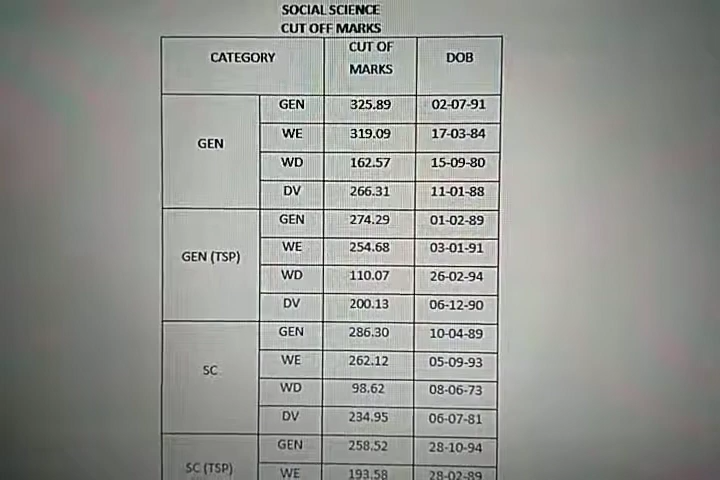 SOCIAL SCIENCE
CUT OFF MARKS
CATEGORY CUT OF MARKS DOB
GEN GEN 325.89 02-07-91
WE 319.09 17-03-84
WD 162.57 15-09-80
DV 266.31 11-01-88
GEN (TSP) GEN 274.29 01-02-89
WE 254.68 03-01-91
WD 110.07 26-02-94
DV 200.13 06-12-90
SC GEN 286.30 10-04-89
WE 262.12 05-09-93
WD 98.62 08-06-73
DV 234.95 06-07-81
SC (TSP) GEN 258.52 28-10-94
WE 193.58 28-02-89